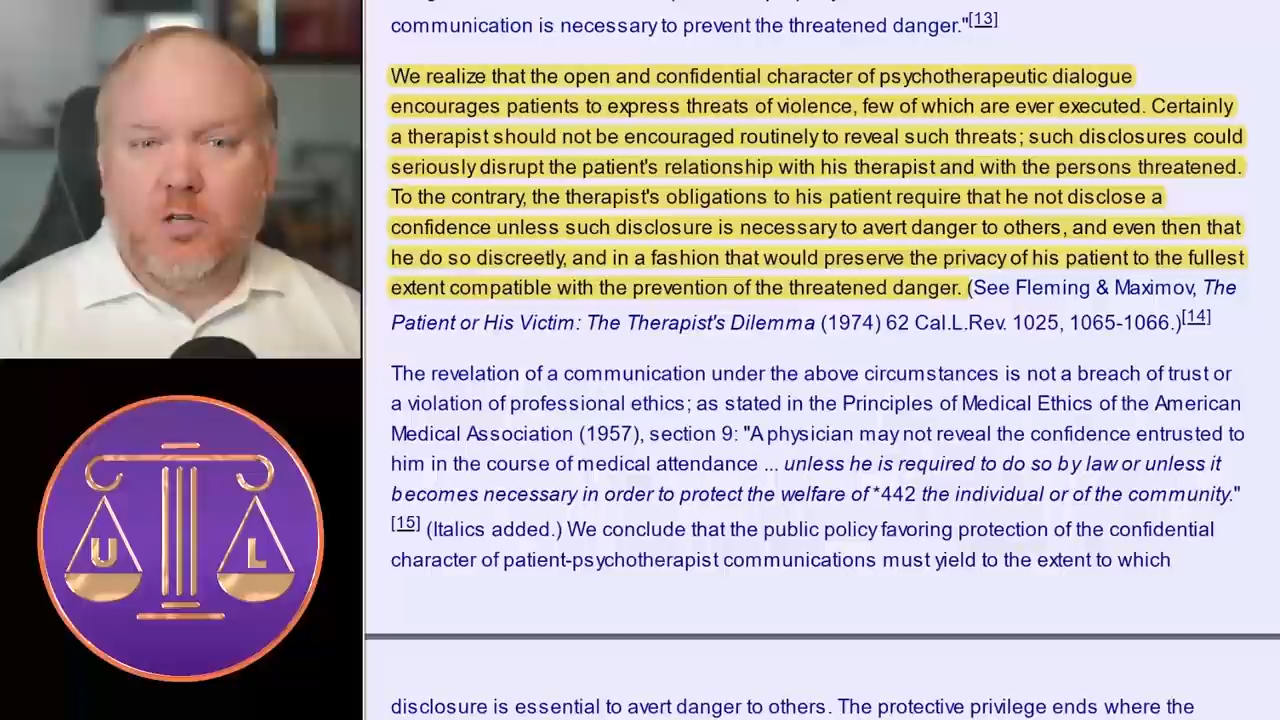 communication is necessary to prevent the threatened danger."[13]
We realize that the open and confidential character of psychotherapeutic dialogue
encourages patients to express threats of violence, few of which are ever executed. Certainly
a therapist should not be encouraged routinely to reveal such threats; such disclosures could
seriously disrupt the patient's relationship with his therapist and with the persons threatened.
To the contrary, the therapist's obligations to his patient require that he not disclose a
confidence unless such disclosure is necessary to avert danger to others, and even then that
he do so discreetly, and in a fashion that would preserve the privacy of his patient to the fullest
extent compatible with the prevention of the threatened danger. (See Fleming & Maximov, The
Patient or His Victim: The Therapist's Dilemma (1974) 62 Cal.L.Rev. 1025, 1065-1066.)[14]
The revelation of a communication under the above circumstances is not a breach of trust or
a violation of professional ethics; as stated in the Principles of Medical Ethics of the American
Medical Association (1957), section 9: "A physician may not reveal the confidence entrusted to
him in the course of medical attendance ... unless he is required to do so by law or unless it
becomes necessary in order to protect the welfare of *442 the individual or of the community."
[15] (Italics added.) We conclude that the public policy favoring protection of the confidential
character of patient-psychotherapist communications must yield to the extent to which
disclosure is essential to avert danger to others. The protective privilege ends where the
U L